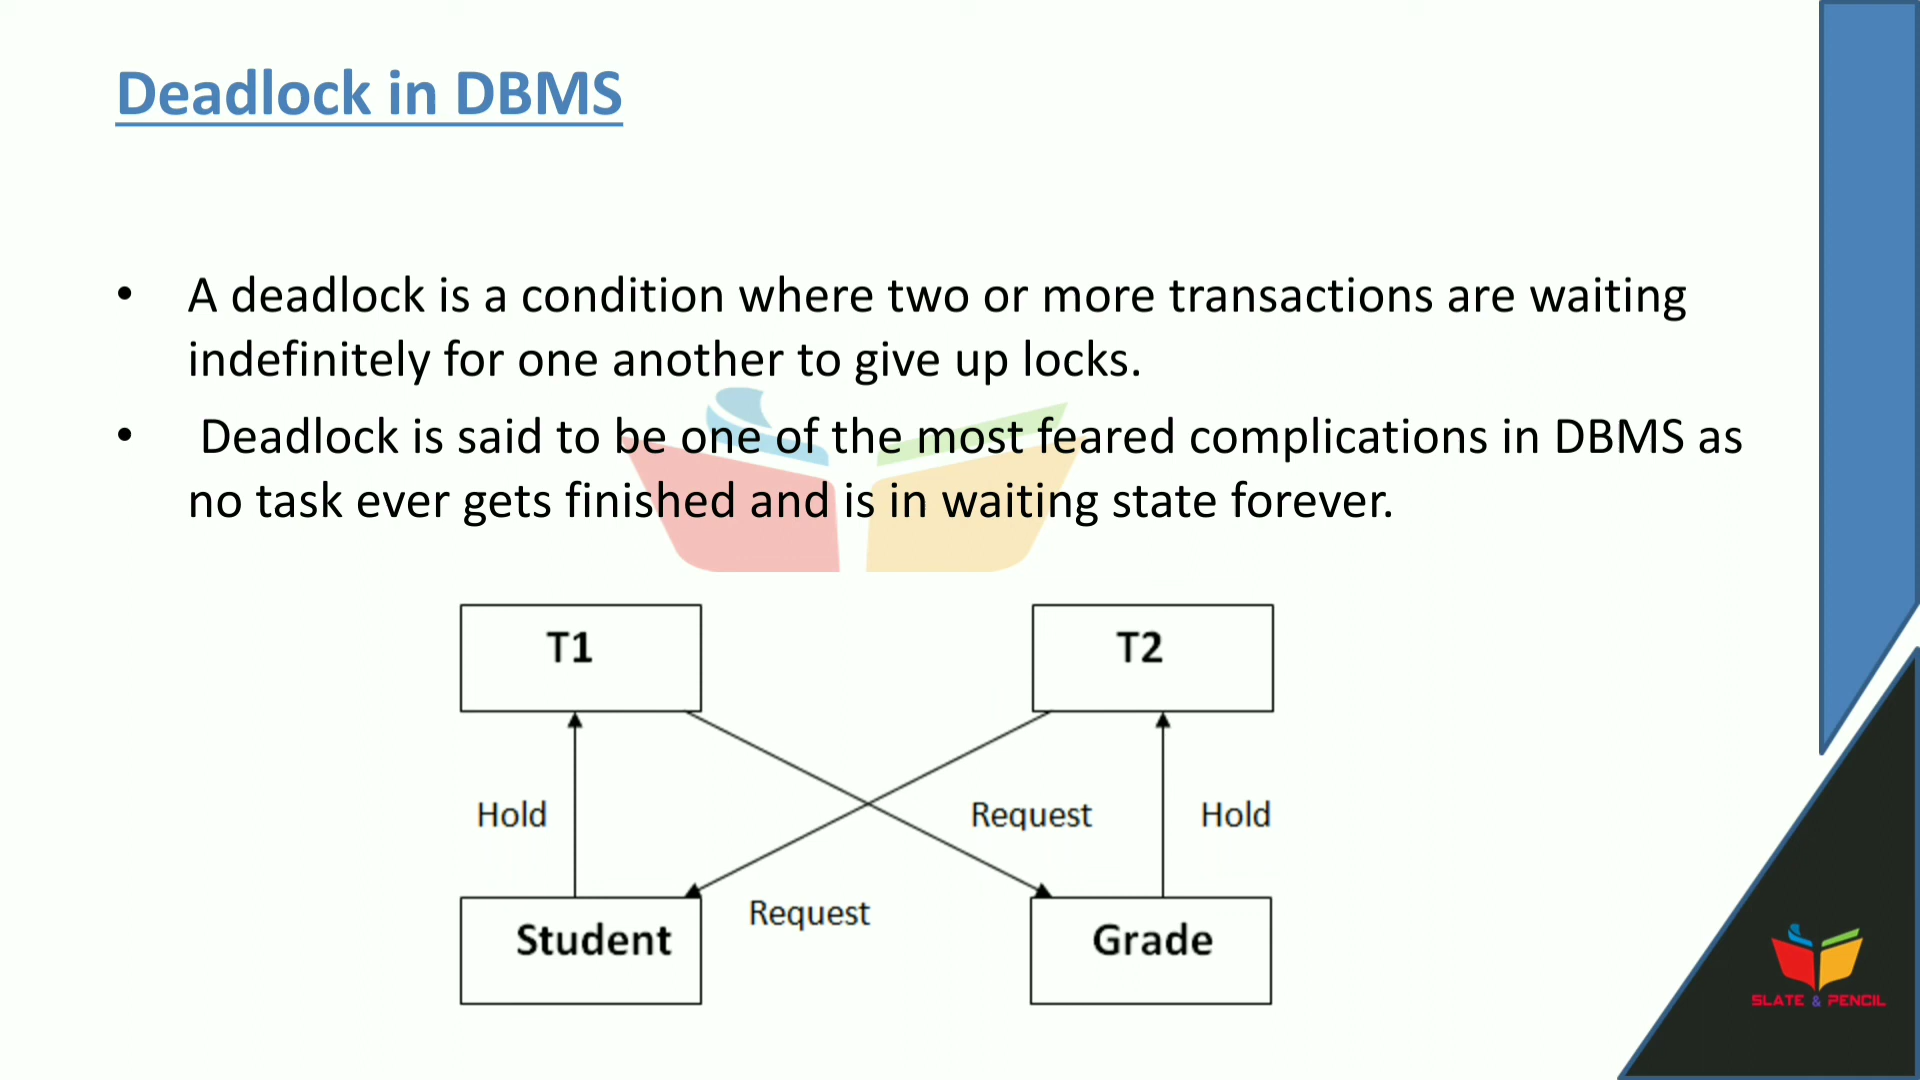 Deadlock in DBMS
• A deadlock is a condition where two or more transactions are waiting
indefinitely for one another to give up locks.
• Deadlock is said to be one of the most feared complications in DBMS as
no task ever gets finished and is in waiting state forever.
T1
T2
Hold
Request
Hold
Request
Student
Grade
SLATE & PENCIL